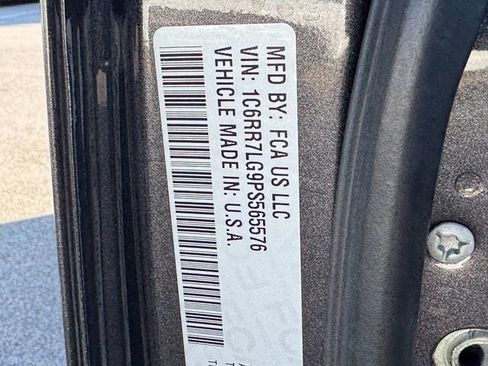 MFD BY: FCA US LLC
VIN: 1C6RR7LG9PS565576
VEHICLE MADE IN: U.S.A.